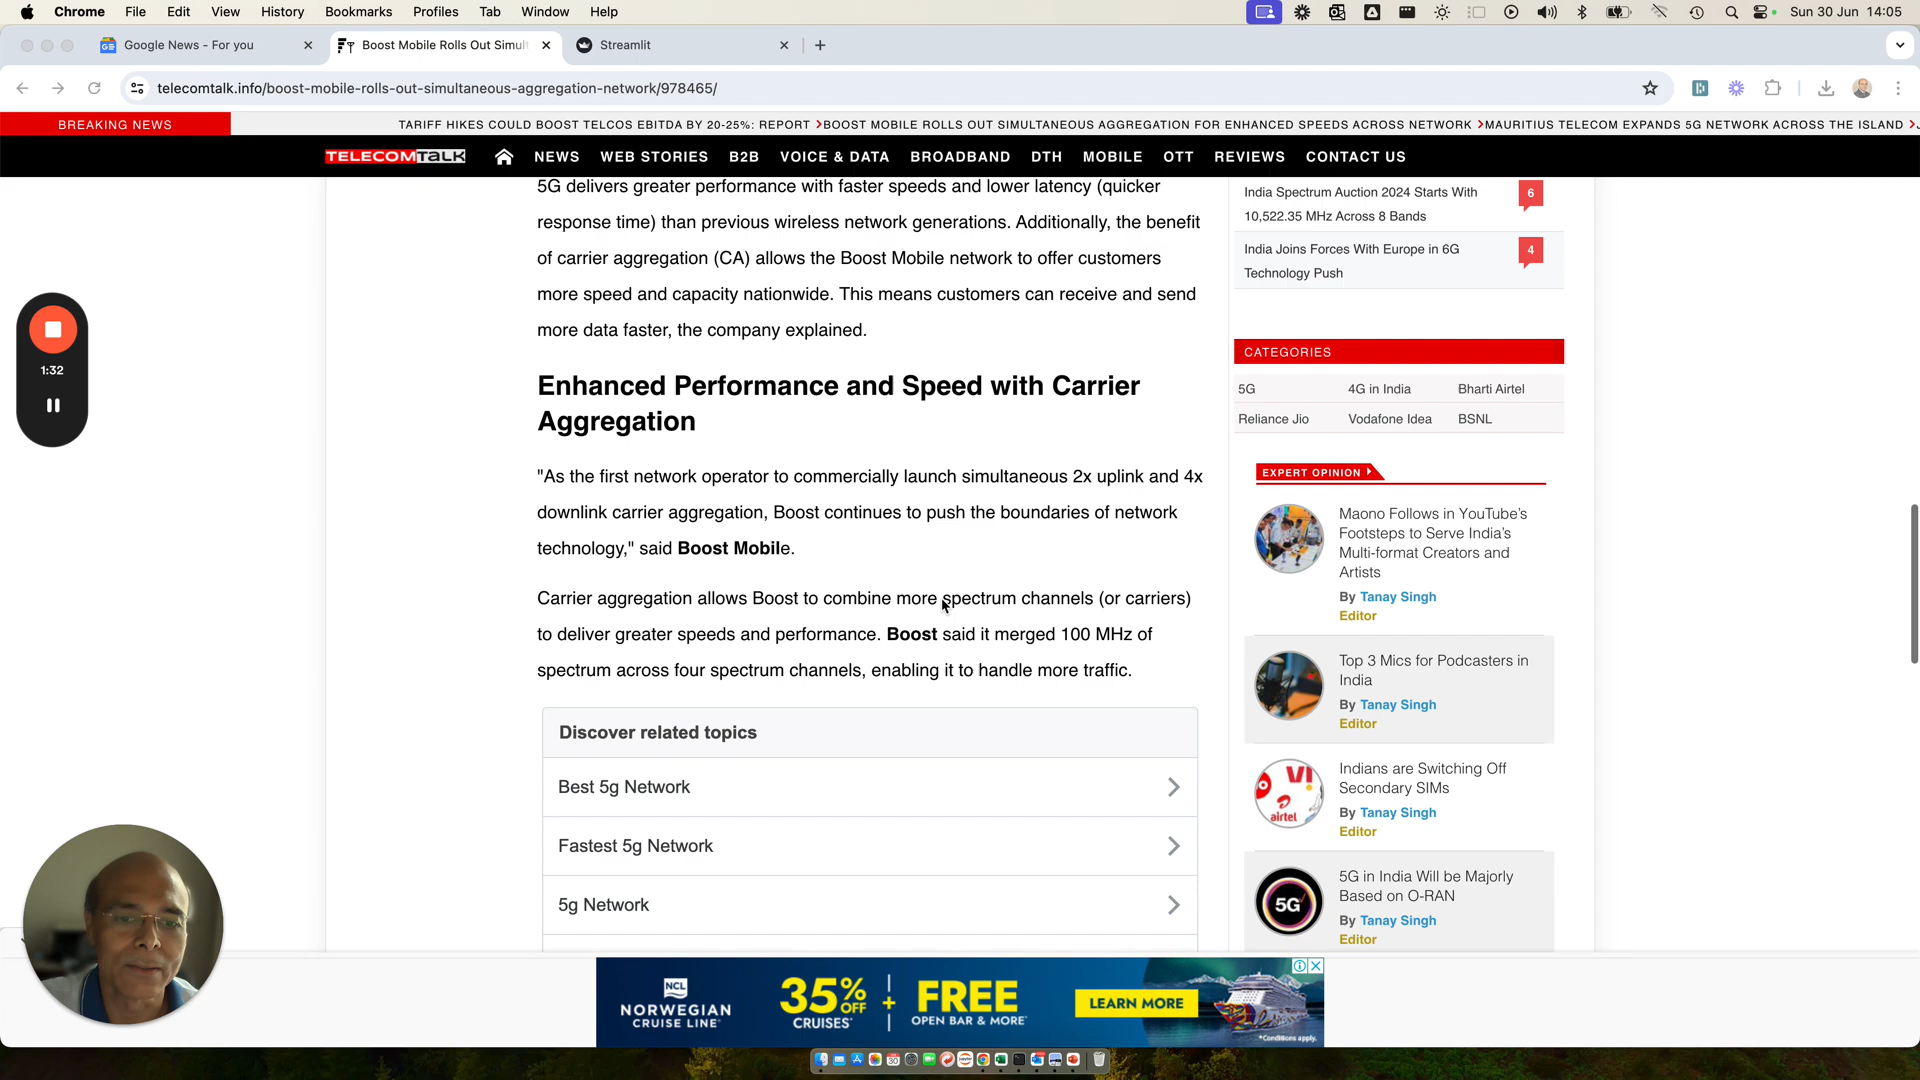 Chrome File Edit View History Bookmarks Profiles Tab Window Help Sun 30 Jun 14:05
Google News - For you
Boost Mobile Rolls Out Simult
Streamlit
telecomtalk.info/boost-mobile-rolls-out-simultaneous-aggregation-network/978465/
BREAKING NEWS
TARIFF HIKES COULD BOOST TELCOS EBITDA BY 20-25%: REPORT BOOST MOBILE ROLLS OUT SIMULTANEOUS AGGREGATION FOR ENHANCED SPEEDS ACROSS NETWORK MAURITIUS TELECOM EXPANDS 5G NETWORK ACROSS THE ISLAND
TELECOMTALK NEWS WEB STORIES B2B VOICE & DATA BROADBAND DTH MOBILE OTT REVIEWS CONTACT US
5G delivers greater performance with faster speeds and lower latency (quicker
response time) than previous wireless network generations. Additionally, the benefit
of carrier aggregation (CA) allows the Boost Mobile network to offer customers
more speed and capacity nationwide. This means customers can receive and send
more data faster, the company explained.
Enhanced Performance and Speed with Carrier
Aggregation
"As the first network operator to commercially launch simultaneous 2x uplink and 4x
downlink carrier aggregation, Boost continues to push the boundaries of network
technology," said Boost Mobile.
Carrier aggregation allows Boost to combine more spectrum channels (or carriers)
to deliver greater speeds and performance. Boost said it merged 100 MHz of
spectrum across four spectrum channels, enabling it to handle more traffic.
Discover related topics
Best 5g Network
Fastest 5g Network
5g Network
India Spectrum Auction 2024 Starts With
10,522.35 MHz Across 8 Bands
6
India Joins Forces With Europe in 6G
Technology Push
4
CATEGORIES
5G 4G in India Bharti Airtel
Reliance Jio Vodafone Idea BSNL
EXPERT OPINION
Maono Follows in YouTube's
Footsteps to Serve India's
Multi-format Creators and
Artists
By Tanay Singh
Editor
Top 3 Mics for Podcasters in
India
By Tanay Singh
Editor
VI
airtel
Indians are Switching Off
Secondary SIMs
By Tanay Singh
Editor
5G
5G in India Will be Majorly
Based on O-RAN
By Tanay Singh
Editor
1:32
NCL
NORWEGIAN
CRUISE LINE
35% OFF
CRUISES*
+
FREE
OPEN BAR & MORE*
LEARN MORE
*Conditions apply.